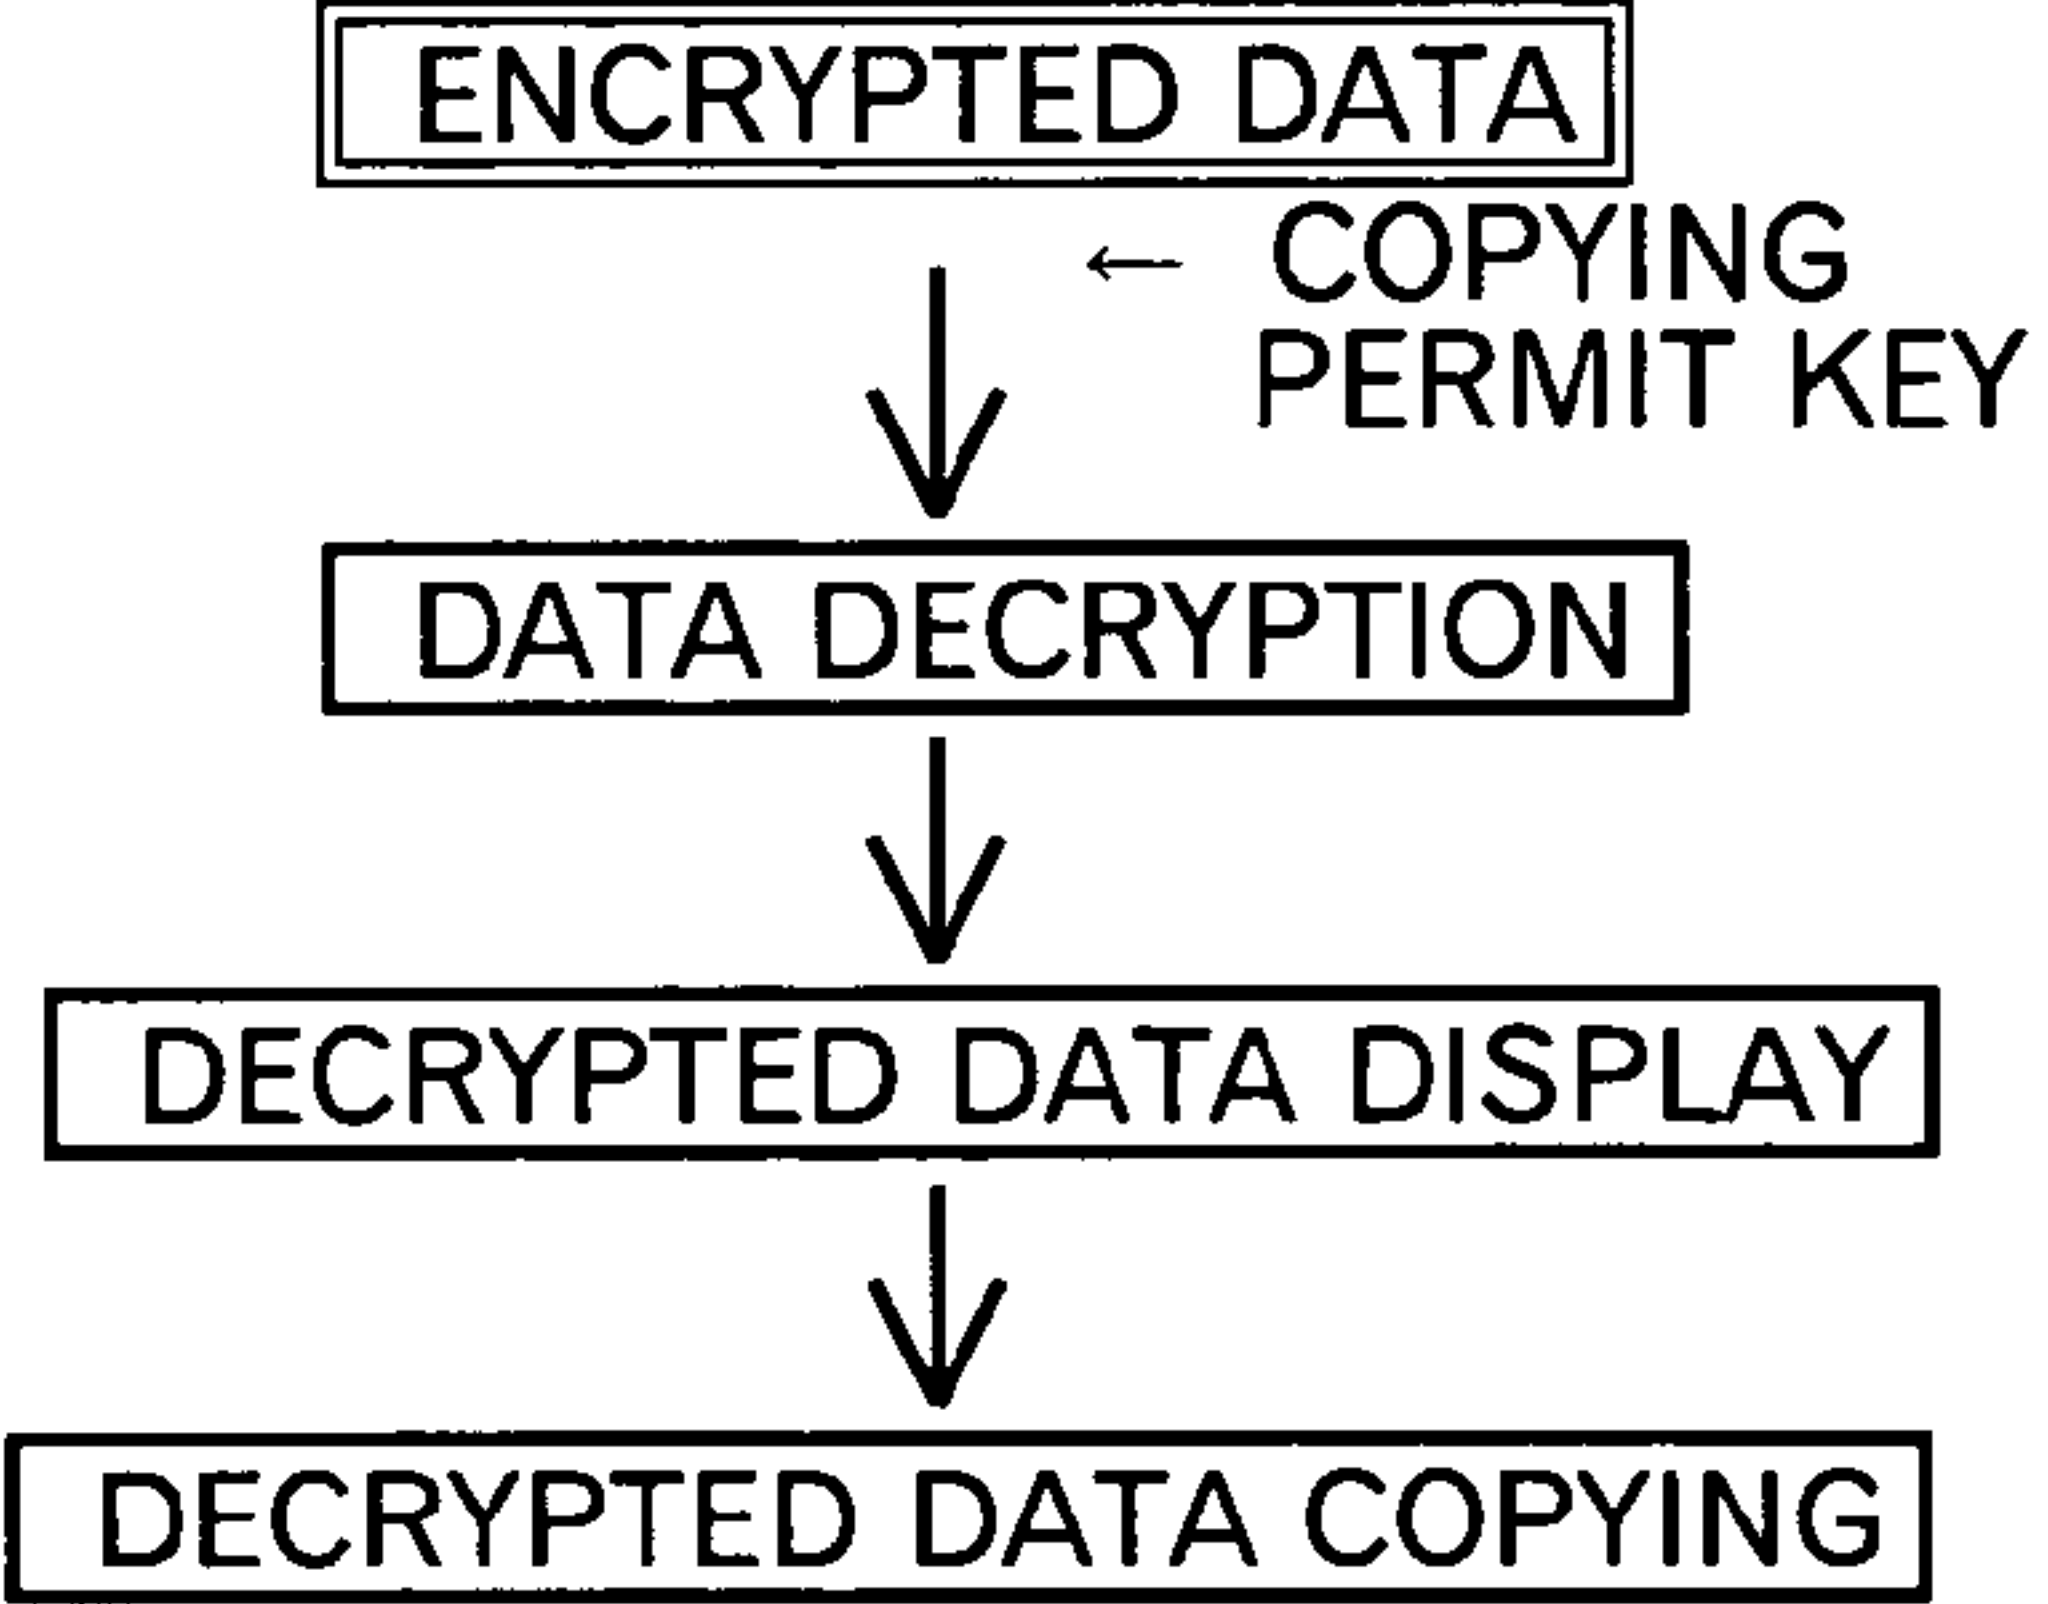 ENCRYPTED DATA
← COPYING
PERMIT KEY
DATA DECRYPTION
DECRYPTED DATA DISPLAY
DECRYPTED DATA COPYING